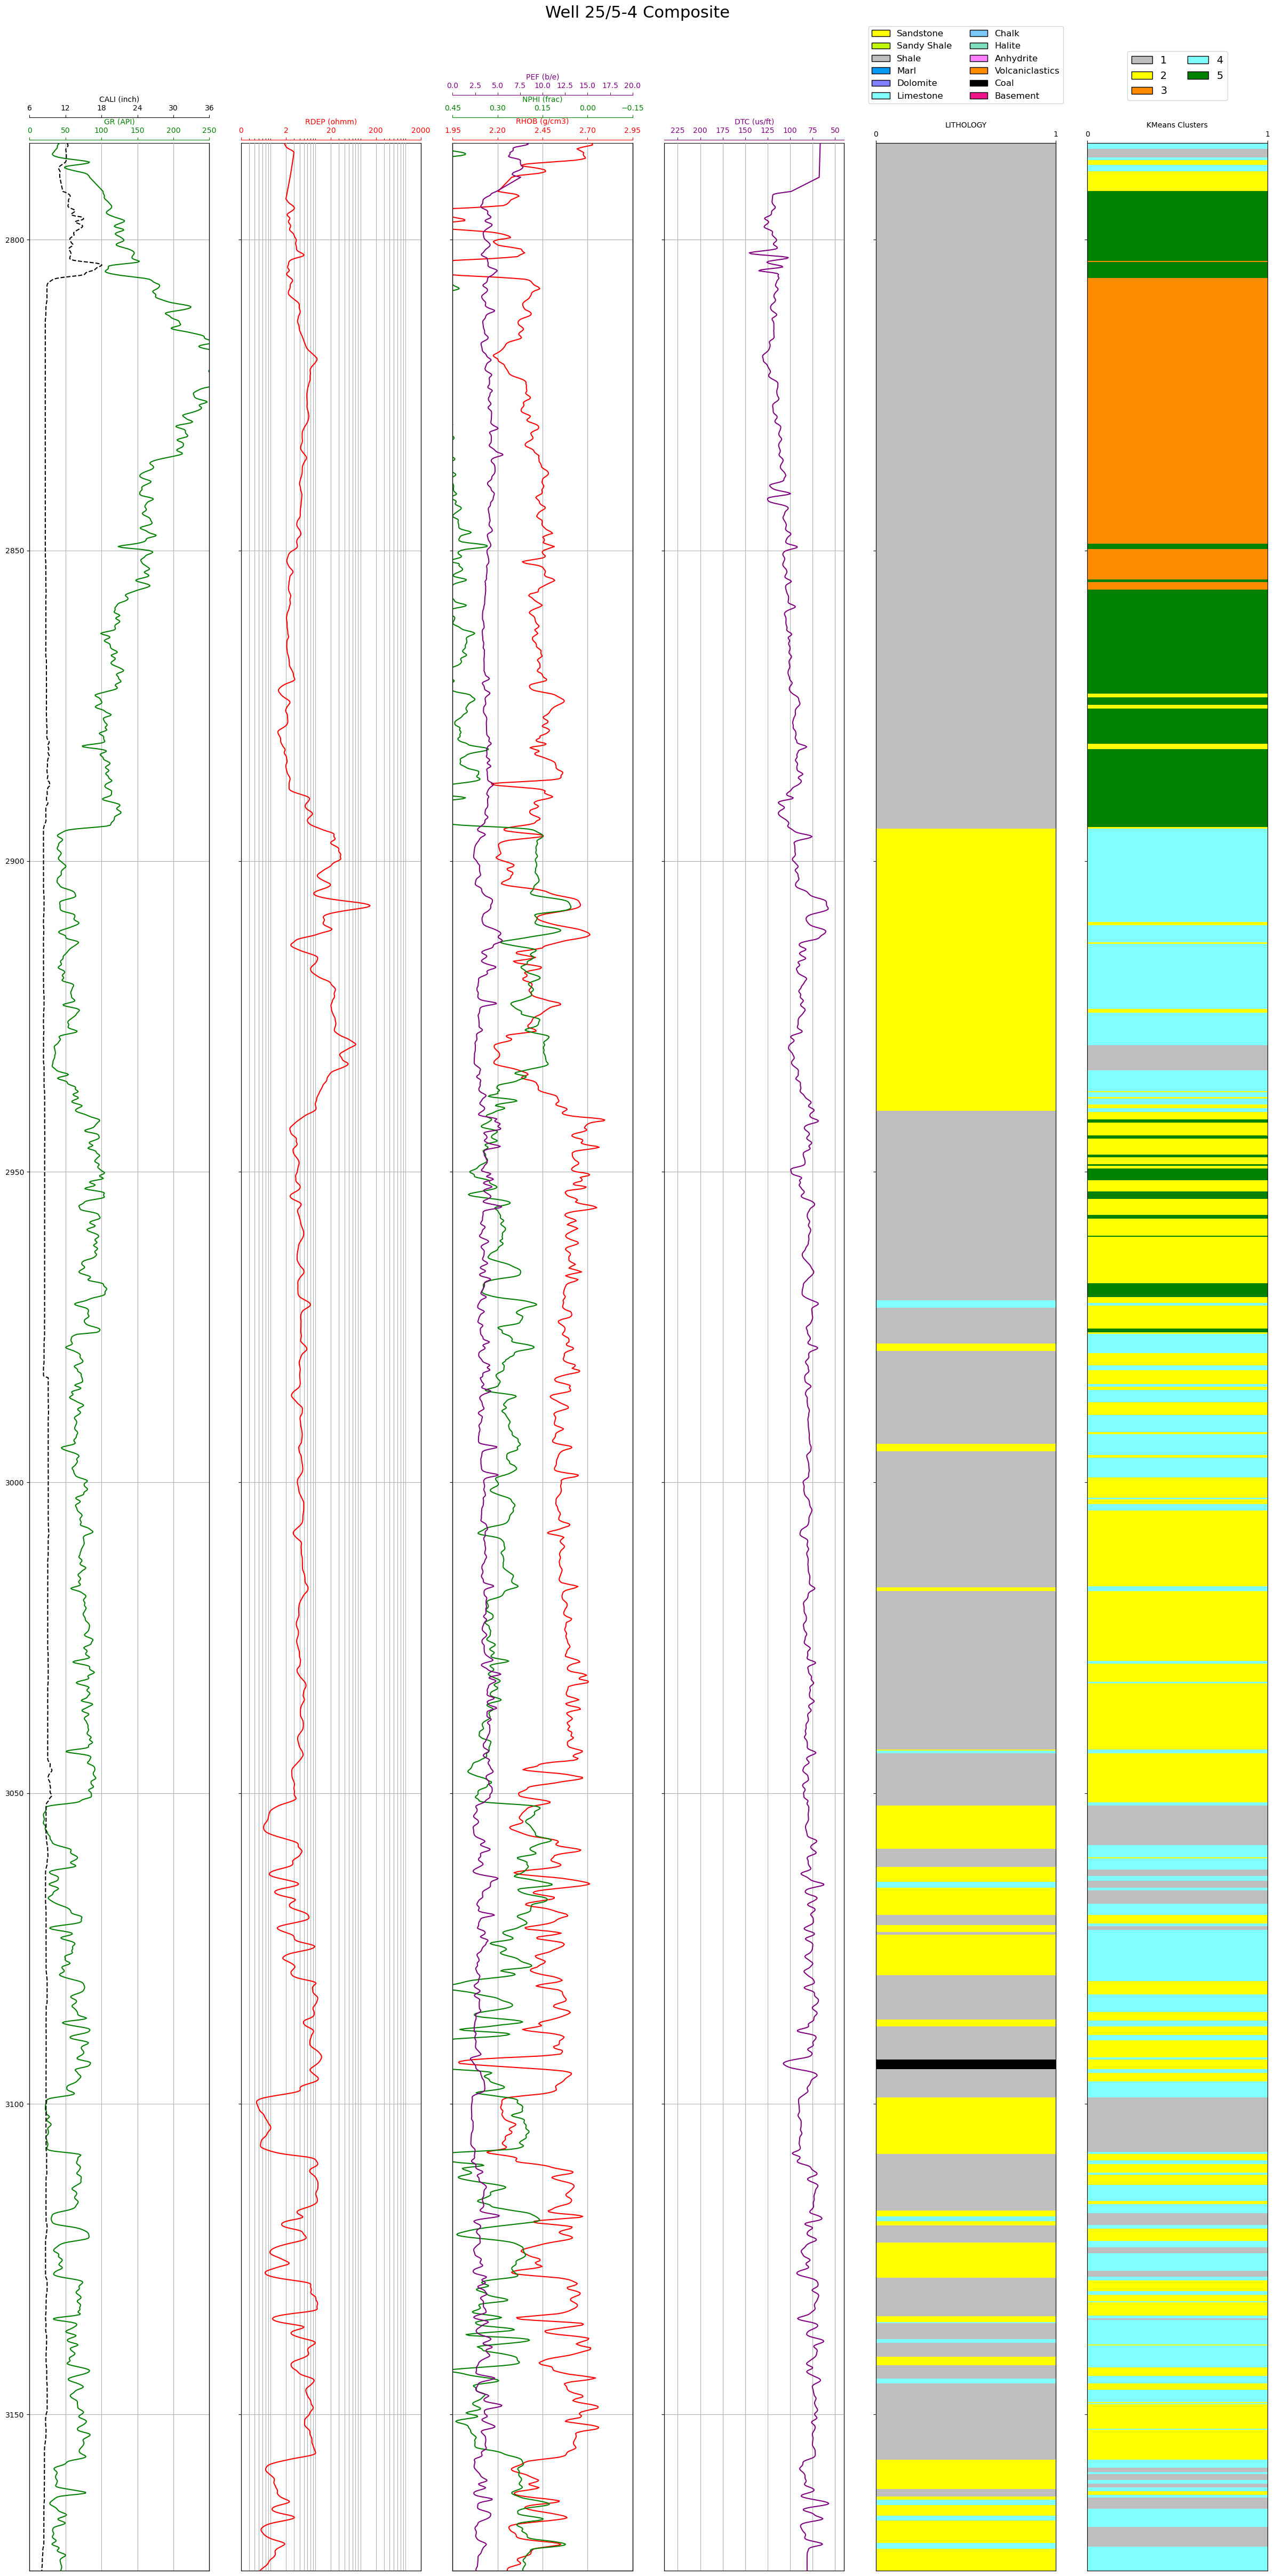 Well 25/5-4 Composite
Sandstone Chalk
Sandy Shale Halite
Shale Anhydrite
Marl Volcaniclastics
Dolomite Coal
Limestone Basement
1 4
2 5
3
PEF (b/e)
0.0 2.5 5.0 7.5 10.0 12.5 15.0 17.5 20.0
CALI (inch) NPHI (frac)
6 12 18 24 30 36 0.45 0.30 0.15 0.00 −0.15
GR (API) RDEP (ohmm) RHOB (g/cm3) DTC (us/ft) LITHOLOGY KMeans Clusters
0 50 100 150 200 250 0 2 20 200 2000 1.95 2.20 2.45 2.70 2.95 225 200 175 150 125 100 75 50 0 1 0 1
2800
2850
2900
2950
3000
3050
3100
3150